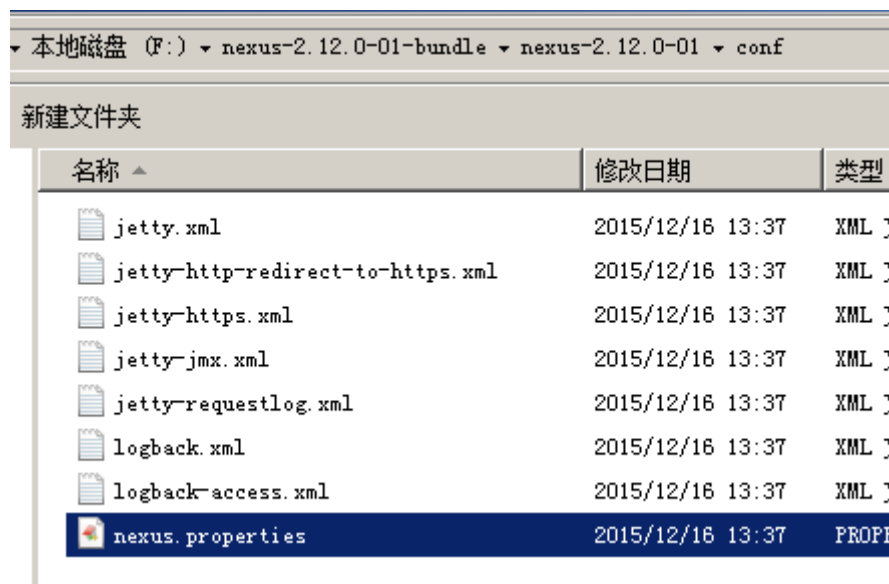 本地磁盘 (F:) nexus-2.12.0-01-bundle nexus-2.12.0-01 conf
新建文件夹
名称 修改日期 类型
jetty.xml 2015/12/16 13:37 XML
jetty-http-redirect-to-https.xml 2015/12/16 13:37 XML
jetty-https.xml 2015/12/16 13:37 XML
jetty-jmx.xml 2015/12/16 13:37 XML
jetty-requestlog.xml 2015/12/16 13:37 XML
logback.xml 2015/12/16 13:37 XML
logback-access.xml 2015/12/16 13:37 XML
nexus.properties 2015/12/16 13:37